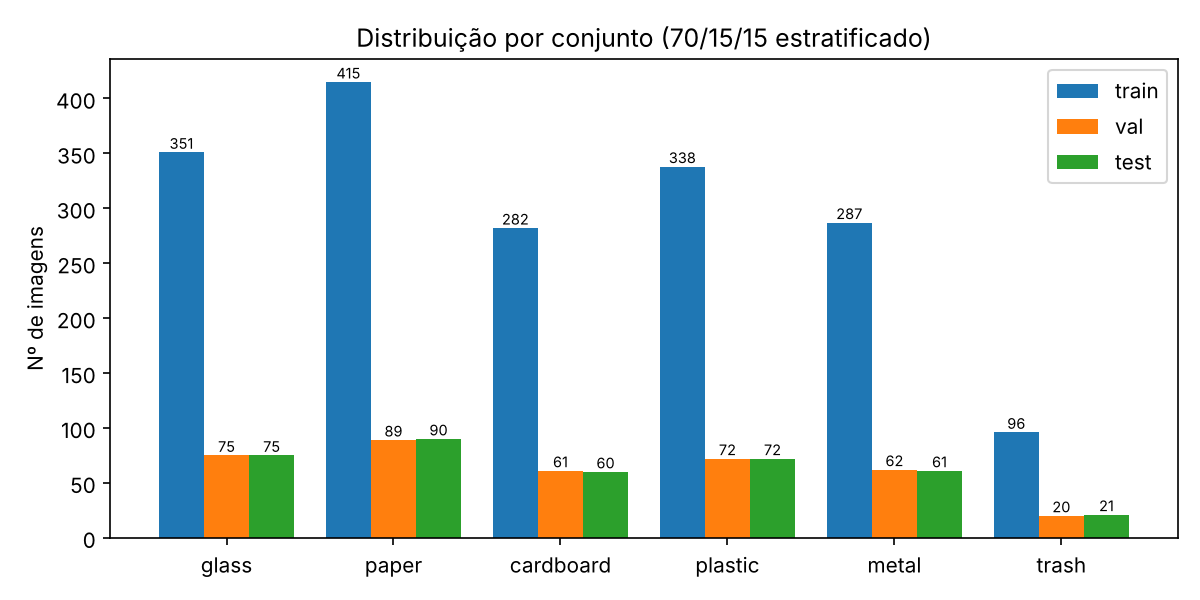 Distribuição por conjunto (70/15/15 estratificado)
train
val
test
Nº de imagens
400
350
300
250
200
150
100
50
0
351
75
75
415
89
90
282
61
60
338
72
72
287
62
61
96
20
21
glass
paper
cardboard
plastic
metal
trash